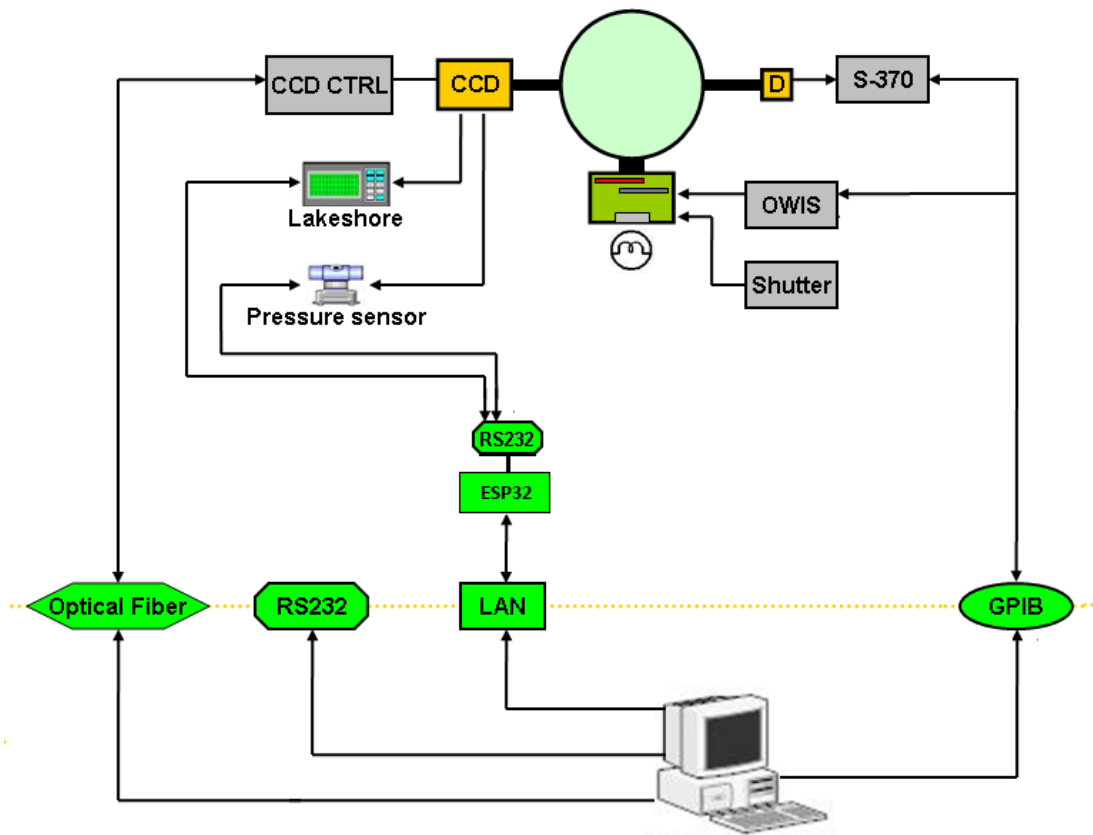 CCD CTRL
CCD
D
S-370
Lakeshore
OWIS
Shutter
Pressure sensor
RS232
ESP32
Optical Fiber
RS232
LAN
GPIB